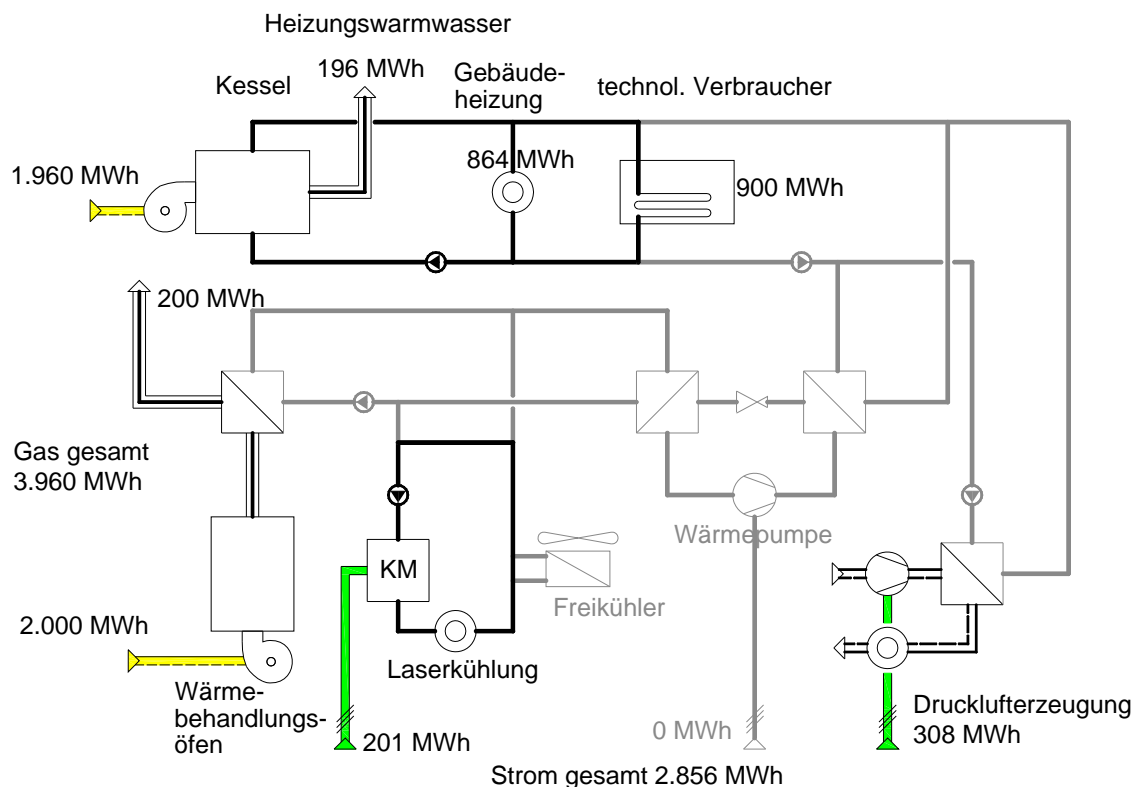 Heizungswarmwasser
196 MWh
Kessel
Gebäude-
heizung
technol. Verbraucher
1.960 MWh
864 MWh
900 MWh
200 MWh
Gas gesamt
3.960 MWh
Wärmepumpe
KM
Freikühler
2.000 MWh
Laserkühlung
Wärme-
behandlungs-
öfen
201 MWh
0 MWh
Drucklufterzeugung
308 MWh
Strom gesamt 2.856 MWh